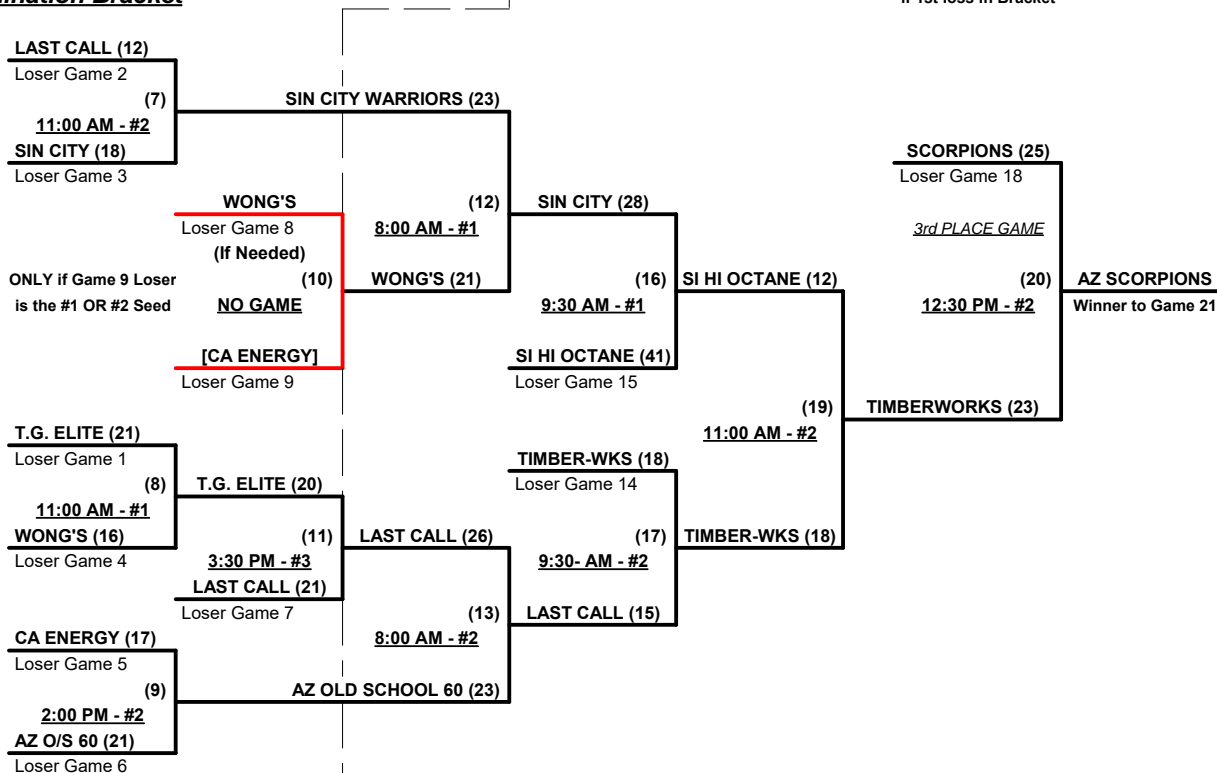 Bracket
LAST CALL (12)
Loser Game 2
(7)
11:00 AM - #2
SIN CITY (18)
Loser Game 3
SIN CITY WARRIORS (23)
WONG'S
Loser Game 8
(If Needed)
ONLY if Game 9 Loser
is the #1 OR #2 Seed
(10)
NO GAME
[CA ENERGY]
Loser Game 9
(12)
8:00 AM - #1
WONG'S (21)
SIN CITY (28)
(16)
9:30 AM - #1
SI HI OCTANE (41)
Loser Game 15
SI HI OCTANE (12)
T.G. ELITE (21)
Loser Game 1
(8)
11:00 AM - #1
WONG'S (16)
Loser Game 4
T.G. ELITE (20)
(11)
3:30 PM - #3
LAST CALL (21)
Loser Game 7
LAST CALL (26)
TIMBER-WKS (18)
Loser Game 14
(17)
9:30- AM - #2
LAST CALL (15)
TIMBER-WKS (18)
(19)
11:00 AM - #2
(13)
8:00 AM - #2
CA ENERGY (17)
Loser Game 5
(9)
2:00 PM - #2
AZ O/S 60 (21)
Loser Game 6
AZ OLD SCHOOL 60 (23)
SCORPIONS (25)
Loser Game 18
3rd PLACE GAME
(20)
12:30 PM - #2
TIMBERWORKS (23)
AZ SCORPIONS
Winner to Game 21